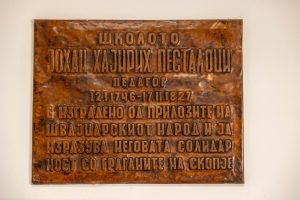 ШКОЛОТО
ЈОХАН ХАЈНРИХ ПЕСТАЛОЦИ
ПЕДАГОГ
12 I 1746 - 17 II 1827
Е ИЗГРАДЕНО ОД ПРИЛОЗИТЕ НА
ШВАЈЦАРСКИОТ НАРОД И ЈА
ИЗРАЗУВА НЕГОВАТА СОЛИДАР
НОСТ СО ГРАЃАНИТЕ НА СКОПЈЕ